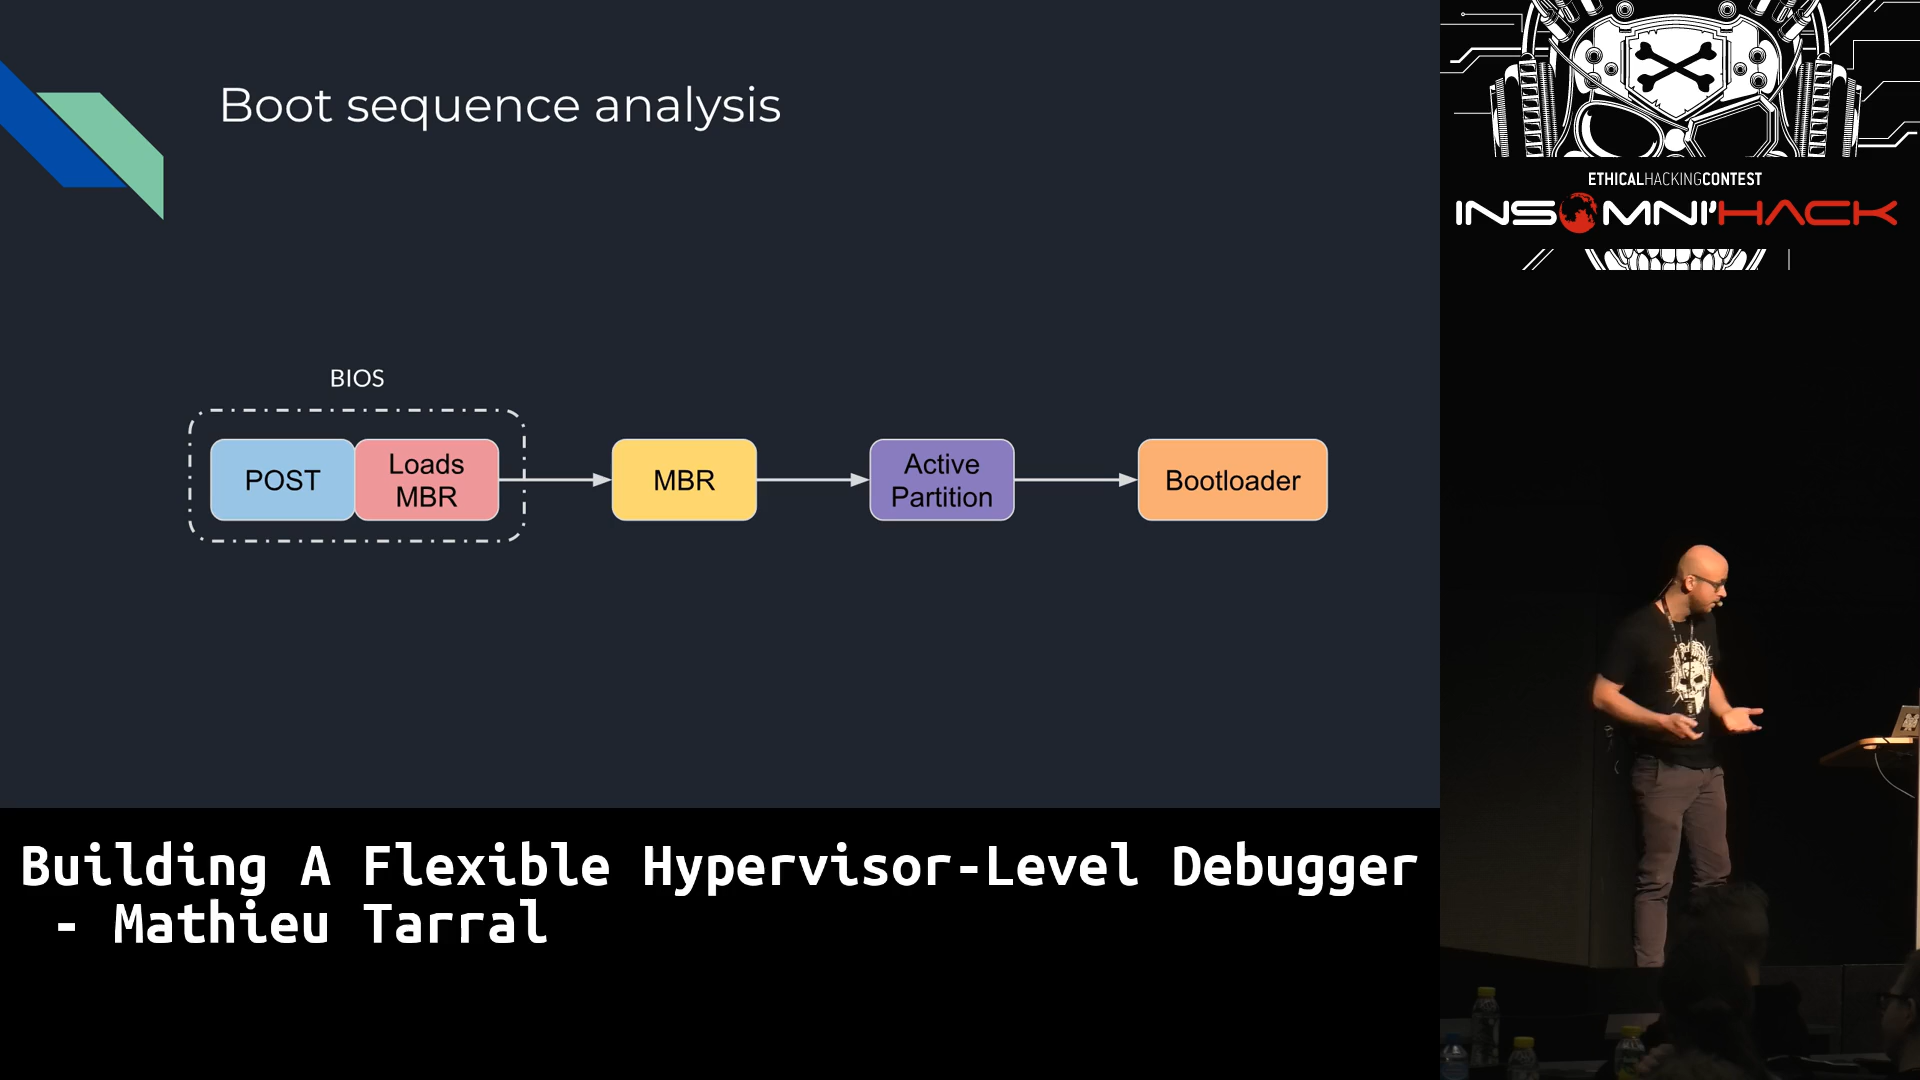 Boot sequence analysis
BIOS
POST
Loads
MBR
MBR
Active
Partition
Bootloader
ETHICALHACKINGCONTEST
INSOMNI'HACK
Building A Flexible Hypervisor-Level Debugger
- Mathieu Tarral